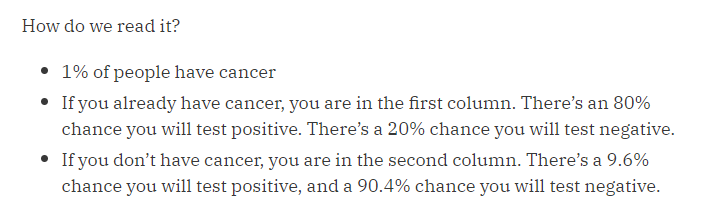 How do we read it?
• 1% of people have cancer
• If you already have cancer, you are in the first column. There’s an 80%
chance you will test positive. There’s a 20% chance you will test negative.
• If you don’t have cancer, you are in the second column. There’s a 9.6%
chance you will test positive, and a 90.4% chance you will test negative.